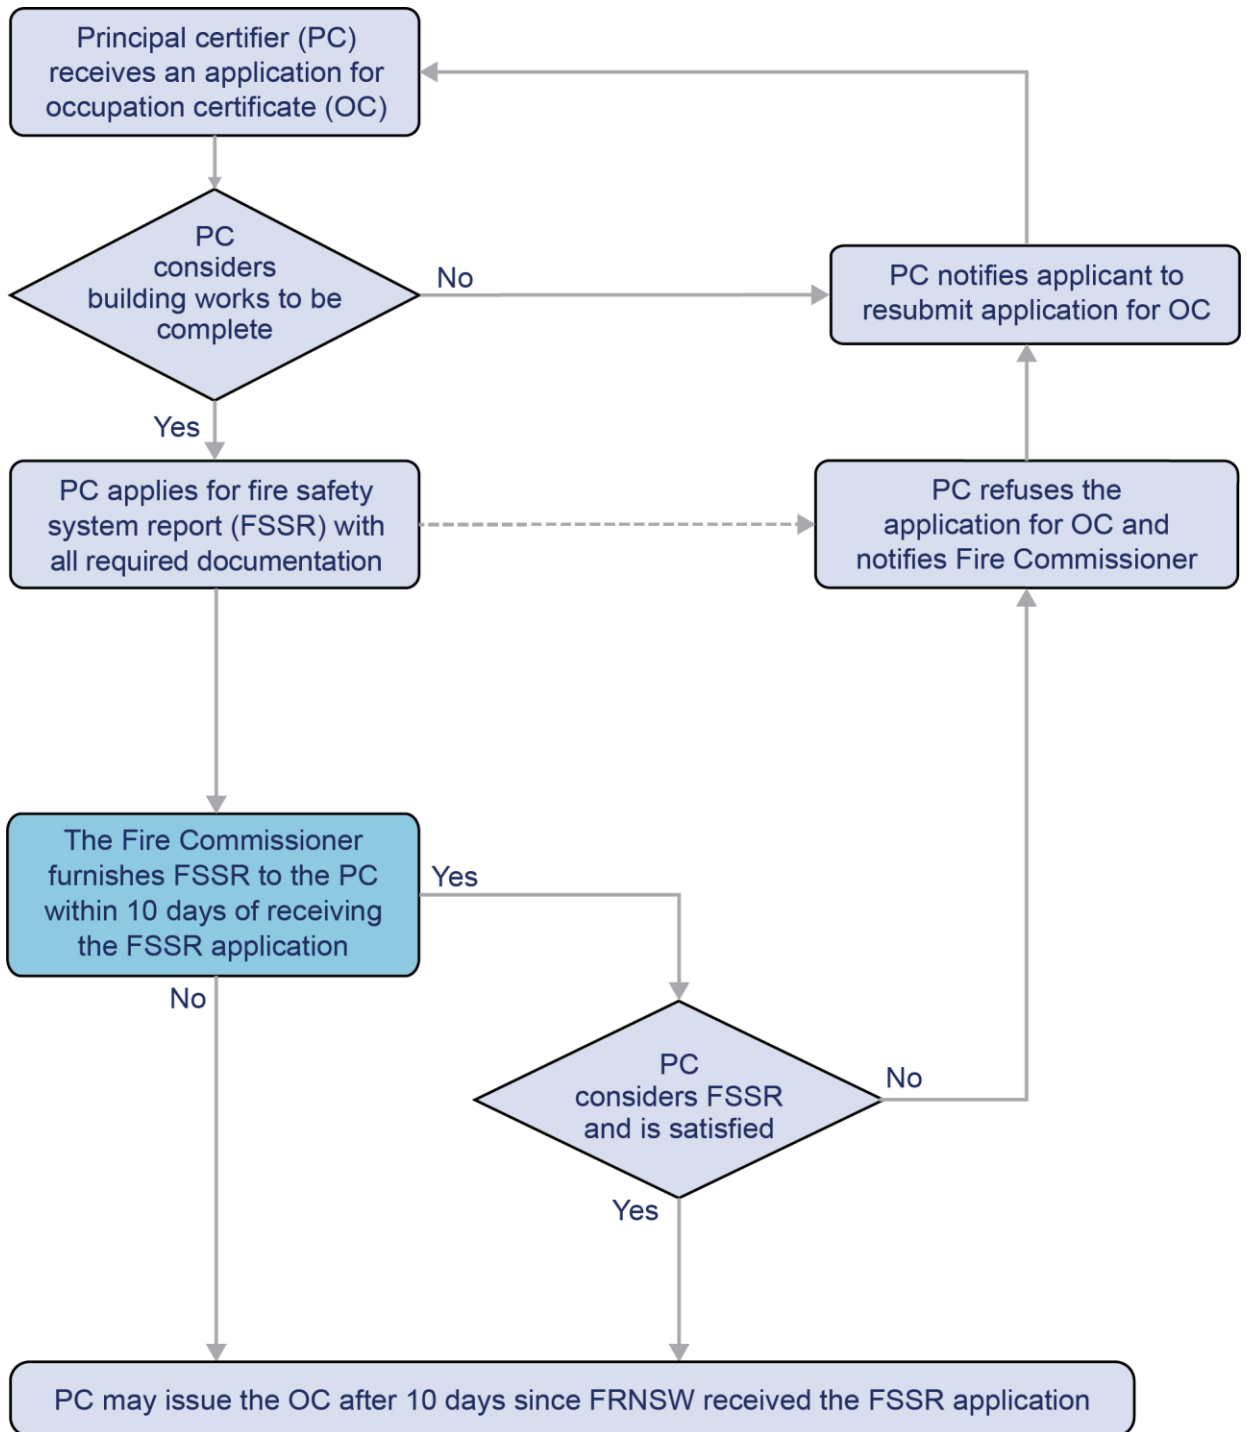 Principal certifier (PC)
receives an application for
occupation certificate (OC)
PC
considers
building works to be
complete
No
PC notifies applicant to
resubmit application for OC
Yes
PC applies for fire safety
system report (FSSR) with
all required documentation
PC refuses the
application for OC and
notifies Fire Commissioner
The Fire Commissioner
furnishes FSSR to the PC
within 10 days of receiving
the FSSR application
Yes
No
PC
considers FSSR
and is satisfied
No
Yes
PC may issue the OC after 10 days since FRNSW received the FSSR application